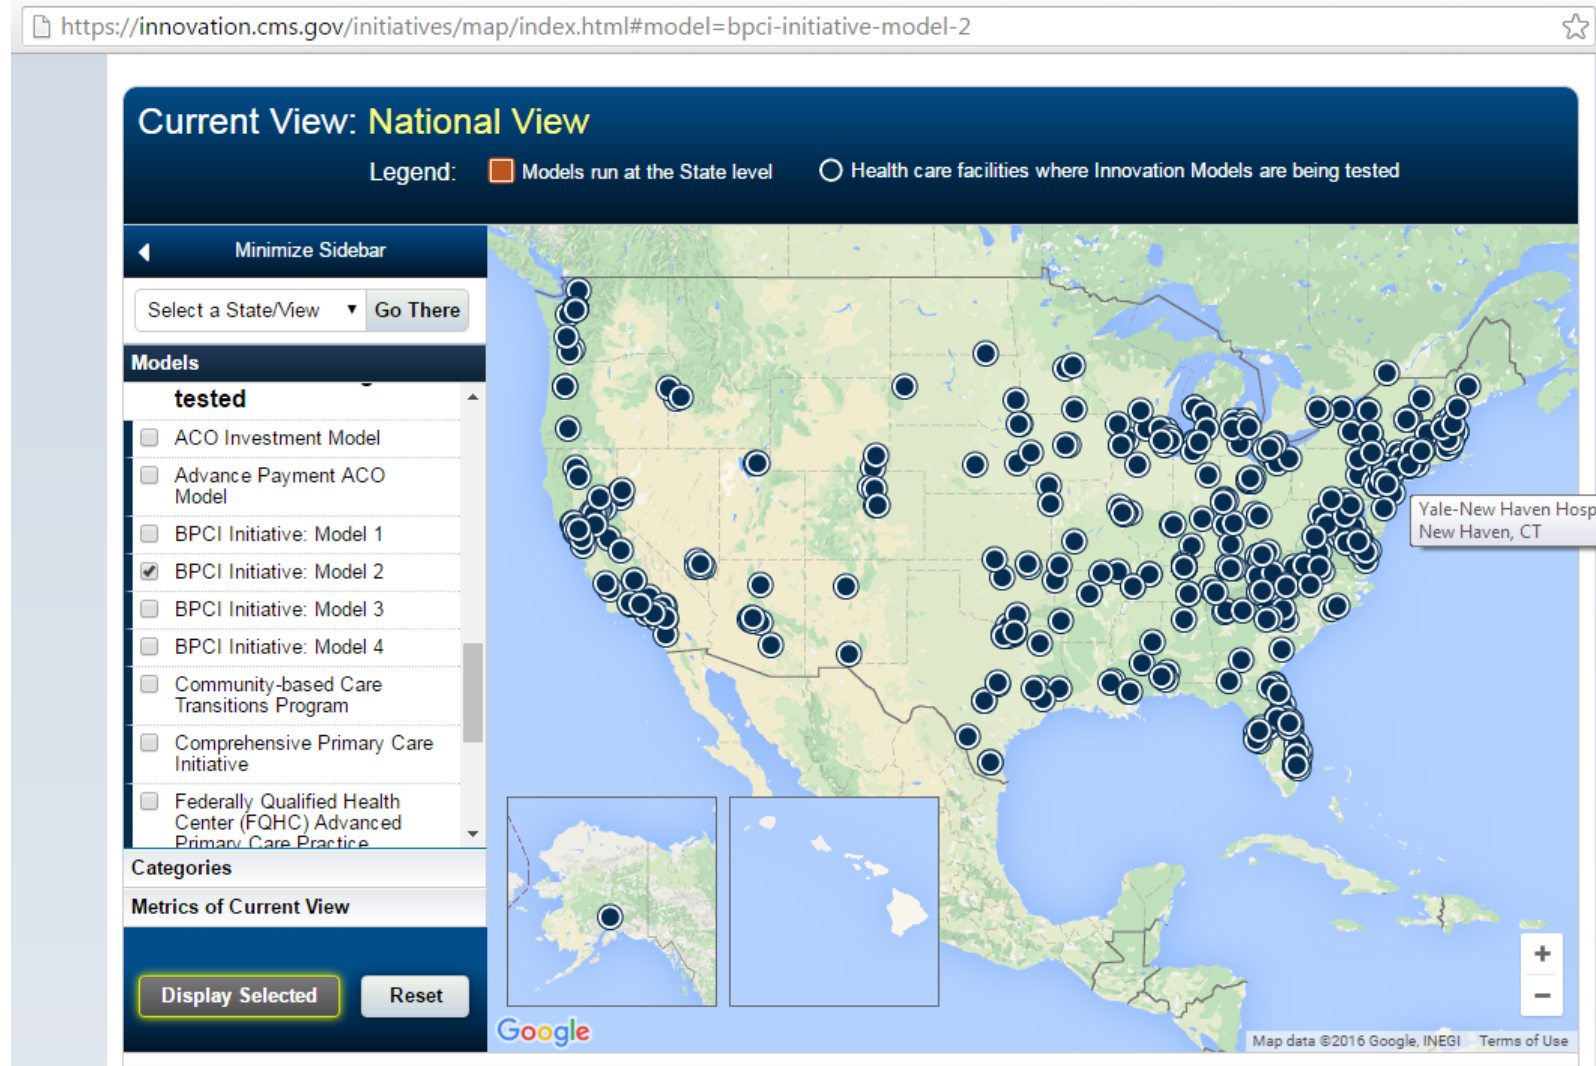 https://innovation.cms.gov/initiatives/map/index.html#model=bpci-initiative-model-2
Current View: National View
Legend:
Models run at the State level
Health care facilities where Innovation Models are being tested
Minimize Sidebar
Select a State/View
Go There
Models
tested
ACO Investment Model
Advance Payment ACO
Model
BPCI Initiative: Model 1
BPCI Initiative: Model 2
BPCI Initiative: Model 3
BPCI Initiative: Model 4
Community-based Care
Transitions Program
Comprehensive Primary Care
Initiative
Federally Qualified Health
Center (FQHC) Advanced
Primary Care Practice
Categories
Metrics of Current View
Display Selected
Reset
Yale-New Haven Hosp
New Haven, CT
+
−
Google
Map data ©2016 Google, INEGI
Terms of Use